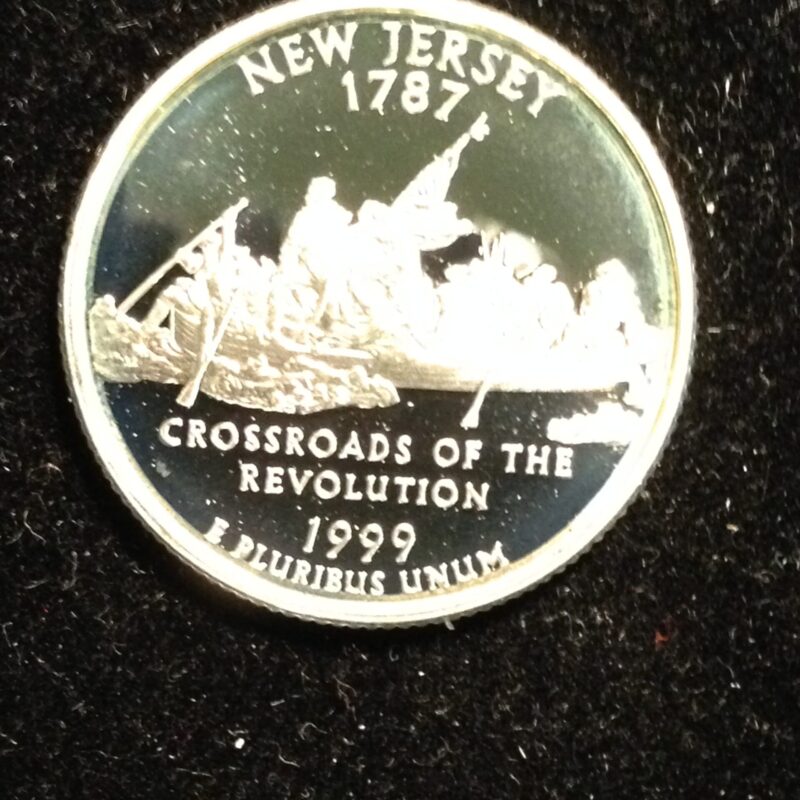 NEW JERSEY
1787
CROSSROADS OF THE
REVOLUTION
1999
E PLURIBUS UNUM